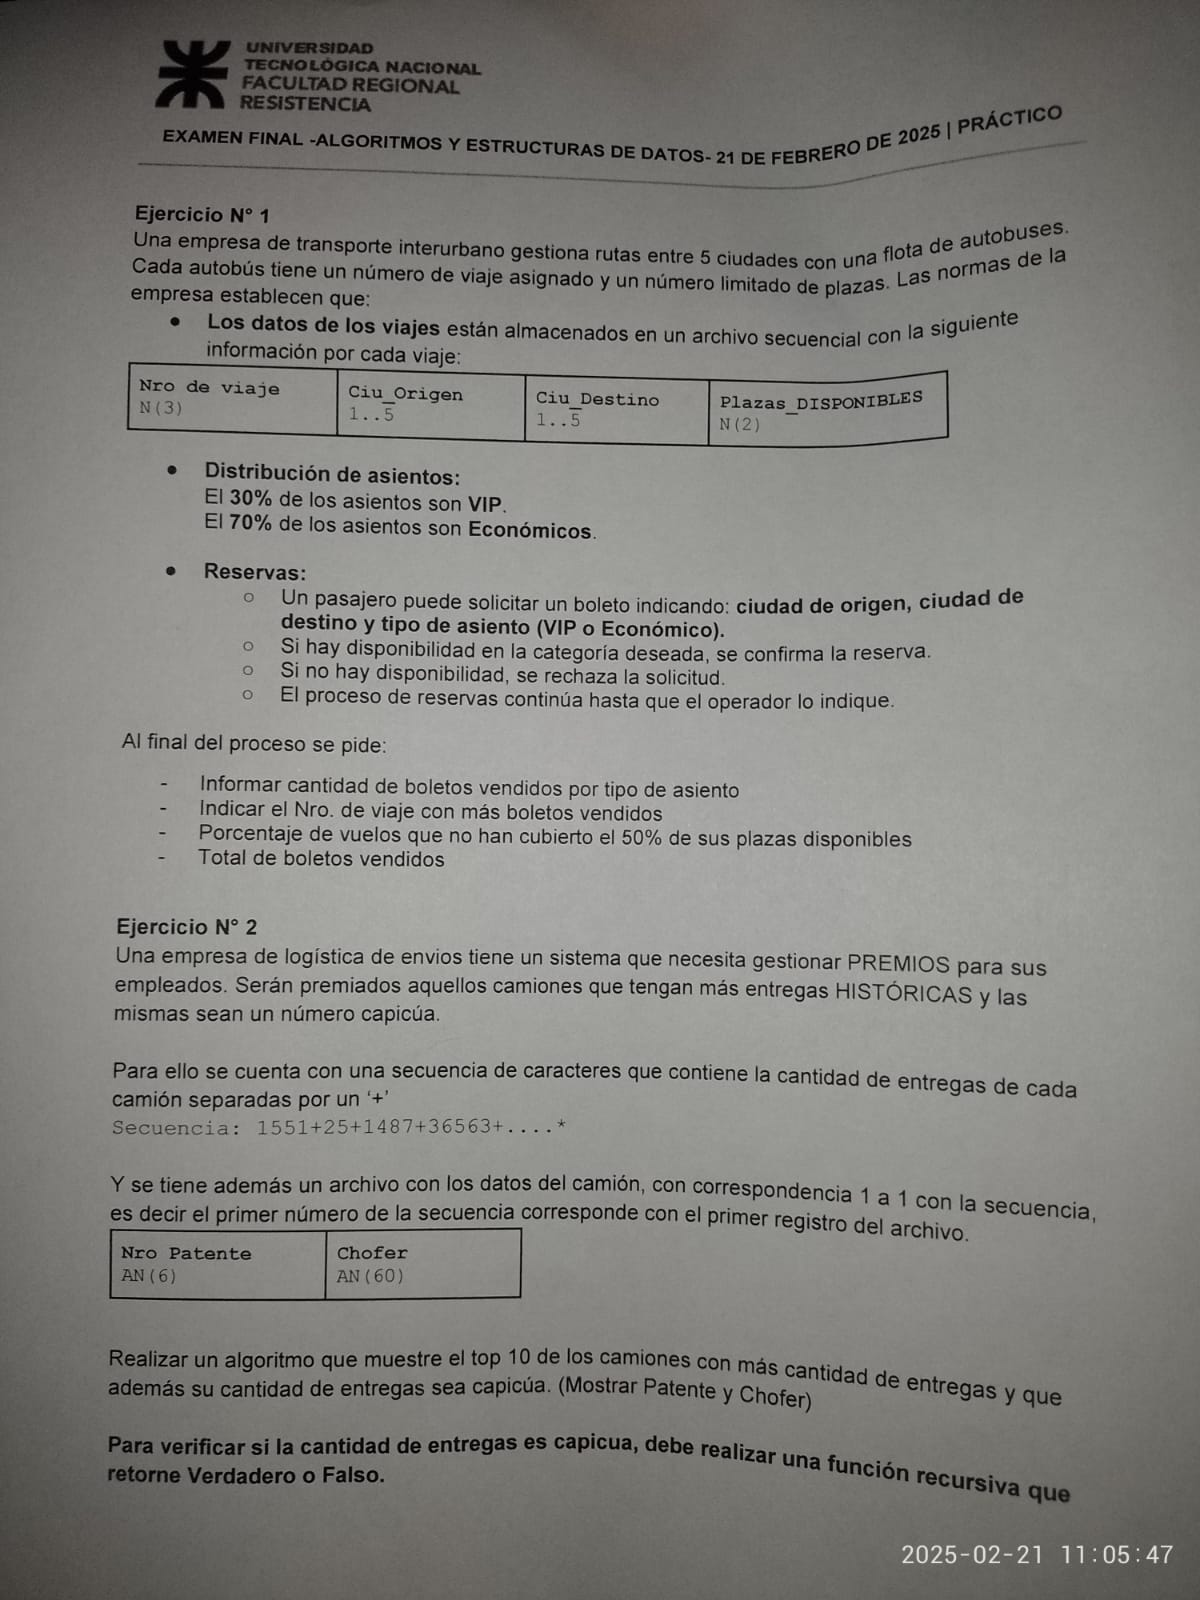 UNIVERSIDAD
TECNOLÓGICA NACIONAL
FACULTAD REGIONAL
RESISTENCIA
EXAMEN FINAL -ALGORITMOS Y ESTRUCTURAS DE DATOS- 21 DE FEBRERO DE 2025 | PRÁCTICO
Ejercicio N° 1
Una empresa de transporte interurbano gestiona rutas entre 5 ciudades con una flota de autobuses.
Cada autobús tiene un número de viaje asignado y un número limitado de plazas. Las normas de la
empresa establecen que:
● Los datos de los viajes están almacenados en un archivo secuencial con la siguiente
información por cada viaje:
Nro de viaje Ciu_Origen Ciu_Destino Plazas_DISPONIBLES
N(3) 1..5 1..5 N(2)
● Distribución de asientos:
El 30% de los asientos son VIP.
El 70% de los asientos son Económicos.
● Reservas:
○ Un pasajero puede solicitar un boleto indicando: ciudad de origen, ciudad de
destino y tipo de asiento (VIP o Económico).
○ Si hay disponibilidad en la categoría deseada, se confirma la reserva.
○ Si no hay disponibilidad, se rechaza la solicitud.
○ El proceso de reservas continúa hasta que el operador lo indique.
Al final del proceso se pide:
- Informar cantidad de boletos vendidos por tipo de asiento
- Indicar el Nro. de viaje con más boletos vendidos
- Porcentaje de vuelos que no han cubierto el 50% de sus plazas disponibles
- Total de boletos vendidos
Ejercicio N° 2
Una empresa de logística de envios tiene un sistema que necesita gestionar PREMIOS para sus
empleados. Serán premiados aquellos camiones que tengan más entregas HISTÓRICAS y las
mismas sean un número capicúa.
Para ello se cuenta con una secuencia de caracteres que contiene la cantidad de entregas de cada
camión separadas por un ‘+’
Secuencia: 1551+25+1487+36563+....*
Y se tiene además un archivo con los datos del camión, con correspondencia 1 a 1 con la secuencia,
es decir el primer número de la secuencia corresponde con el primer registro del archivo.
Nro Patente Chofer
AN(6) AN(60)
Realizar un algoritmo que muestre el top 10 de los camiones con más cantidad de entregas y que
además su cantidad de entregas sea capicúa. (Mostrar Patente y Chofer)
Para verificar si la cantidad de entregas es capicua, debe realizar una función recursiva que
retorne Verdadero o Falso.
2025-02-21 11:05:47